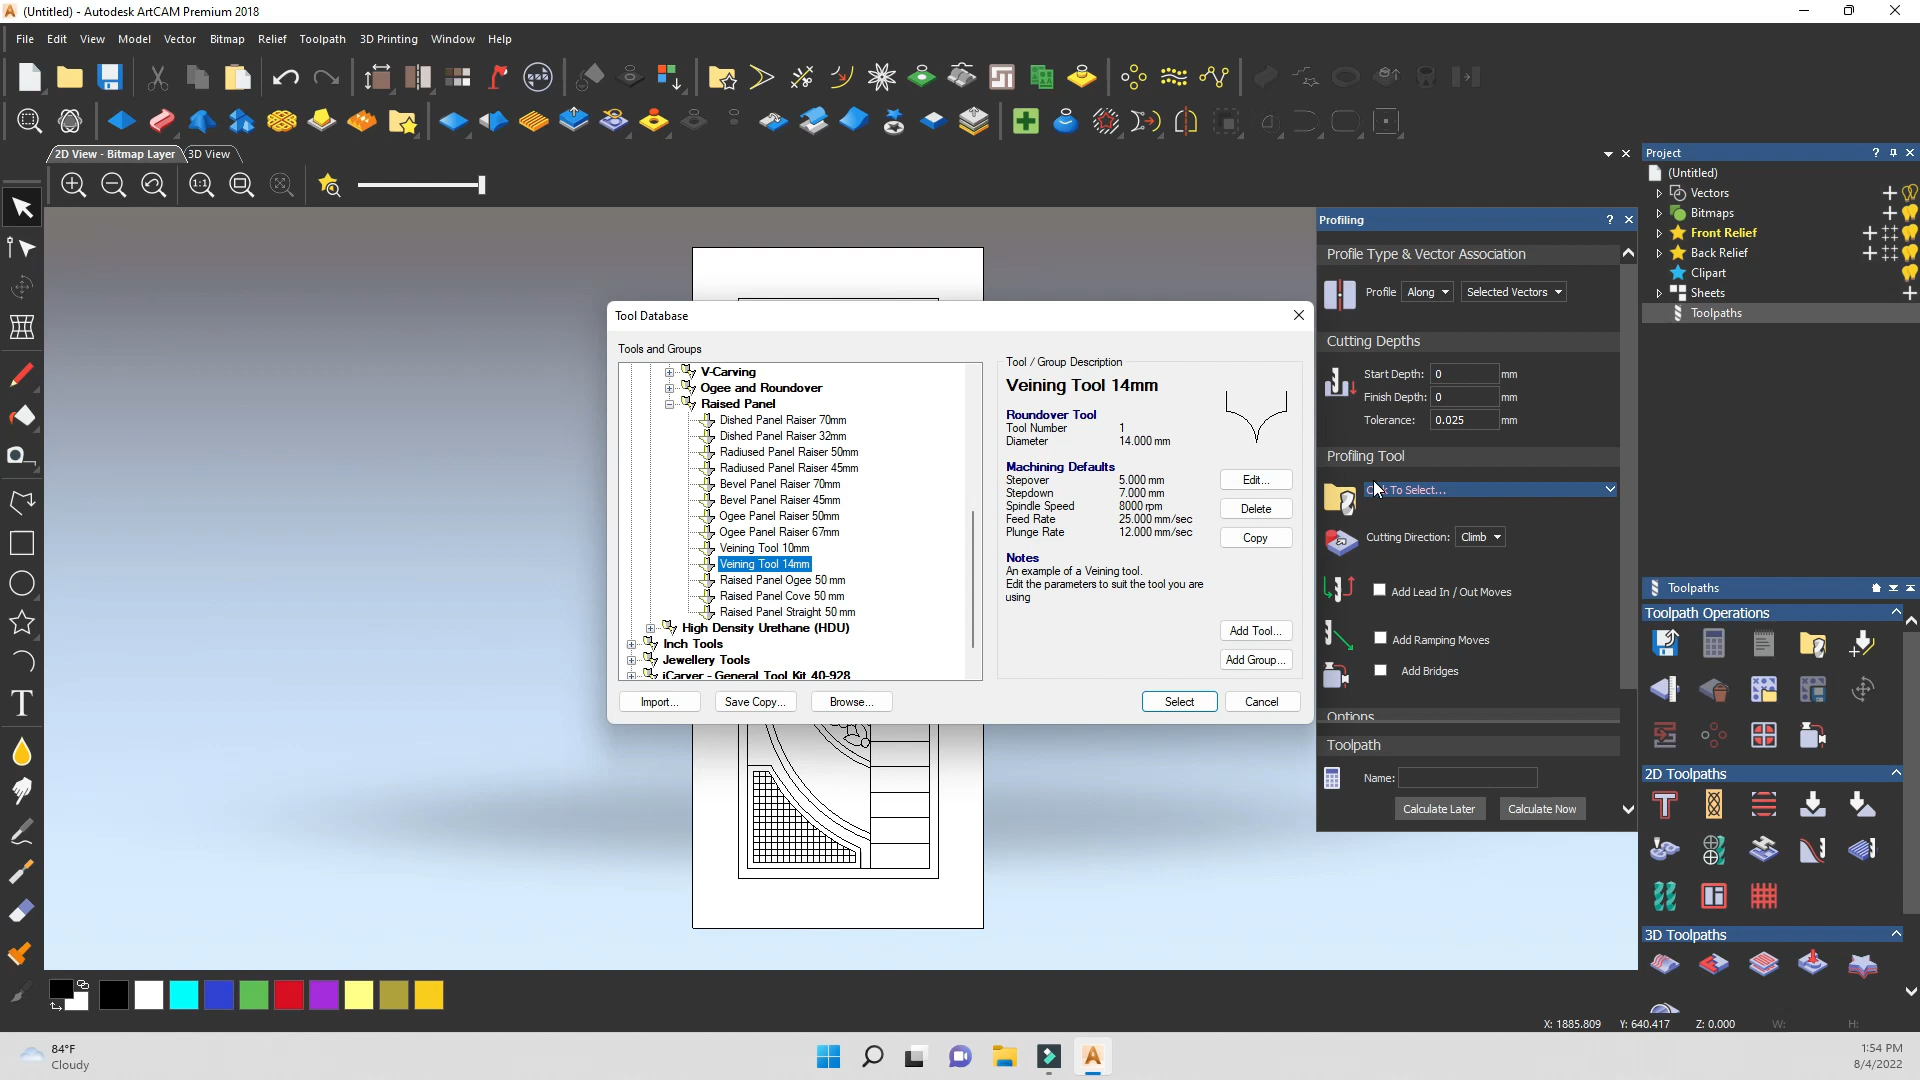 (Untitled) - Autodesk ArtCAM Premium 2018
File Edit View Model Vector Bitmap Relief Toolpath 3D Printing Window Help
2D View - Bitmap Layer 3D View
1:1
Project
(Untitled)
Vectors
Bitmaps
Front Relief
Back Relief
Clipart
Sheets
Toolpaths
Profiling
Profile Type & Vector Association
Profile Along Selected Vectors
Cutting Depths
Start Depth: 0 mm
Finish Depth: 0 mm
Tolerance: 0.025 mm
Profiling Tool
To Select...
Cutting Direction: Climb
Add Lead In / Out Moves
Add Ramping Moves
Add Bridges
Options
Toolpath
Name:
Calculate Later Calculate Now
Tool Database
Tools and Groups
V-Carving
Ogee and Roundover
Raised Panel
Dished Panel Raiser 70mm
Dished Panel Raiser 32mm
Radiused Panel Raiser 50mm
Radiused Panel Raiser 45mm
Bevel Panel Raiser 70mm
Bevel Panel Raiser 45mm
Ogee Panel Raiser 50mm
Ogee Panel Raiser 67mm
Veining Tool 10mm
Veining Tool 14mm
Raised Panel Ogee 50 mm
Raised Panel Cove 50 mm
Raised Panel Straight 50 mm
High Density Urethane (HDU)
Inch Tools
Jewellery Tools
iCarver - General Tool Kit 40-928
Import... Save Copy... Browse...
Tool / Group Description
Veining Tool 14mm
Roundover Tool
Tool Number 1
Diameter 14.000 mm
Machining Defaults
Stepover 5.000 mm
Stepdown 7.000 mm
Spindle Speed 8000 rpm
Feed Rate 25.000 mm/sec
Plunge Rate 12.000 mm/sec
Notes
An example of a Veining tool.
Edit the parameters to suit the tool you are
using
Edit...
Delete
Copy
Add Tool...
Add Group...
Select Cancel
Toolpaths
Toolpath Operations
2D Toolpaths
3D Toolpaths
X: 1885.809 Y: 640.417 Z: 0.000 W: H:
84°F
Cloudy
1:54 PM
8/4/2022